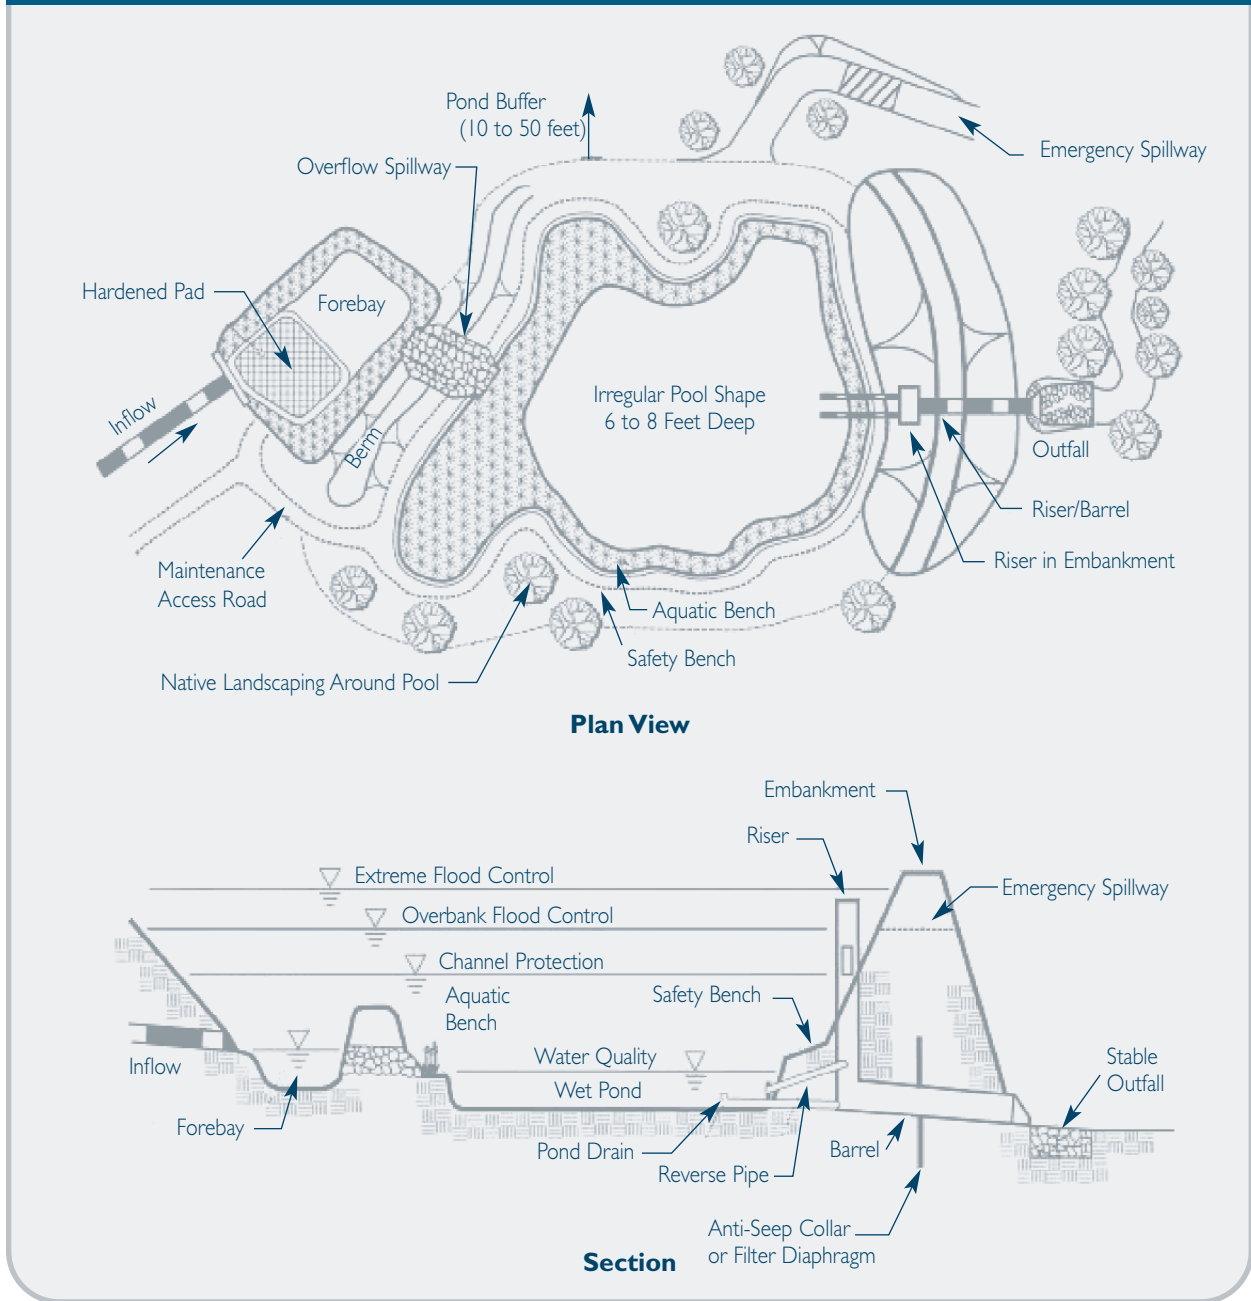 Pond Buffer
(10 to 50 feet)
Overflow Spillway
Emergency Spillway
Hardened Pad
Forebay
Inflow
Berm
Irregular Pool Shape
6 to 8 Feet Deep
Outfall
Riser/Barrel
Riser in Embankment
Maintenance
Access Road
Aquatic Bench
Safety Bench
Native Landscaping Around Pool
Plan View
Embankment
Riser
Extreme Flood Control
Emergency Spillway
Overbank Flood Control
Channel Protection
Aquatic
Bench
Safety Bench
Inflow
Water Quality
Wet Pond
Stable
Outfall
Forebay
Pond Drain
Reverse Pipe
Barrel
Anti-Seep Collar
or Filter Diaphragm
Section